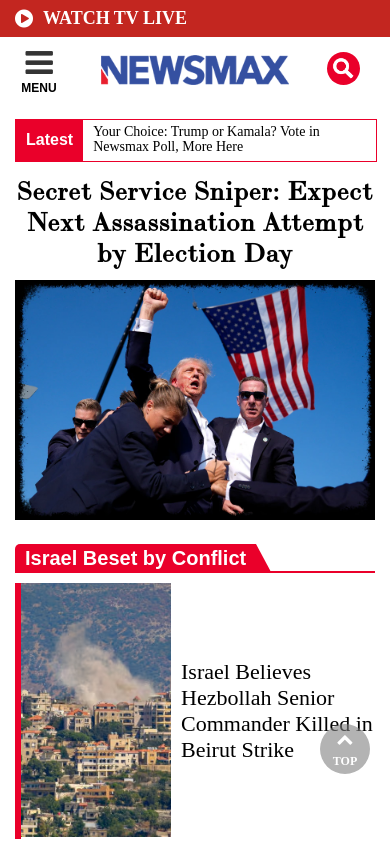 WATCH TV LIVE
MENU
NEWSMAX
Latest
Your Choice: Trump or Kamala? Vote in
Newsmax Poll, More Here
Secret Service Sniper: Expect
Next Assassination Attempt
by Election Day
Israel Beset by Conflict
Israel Believes
Hezbollah Senior
Commander Killed in
Beirut Strike
TOP